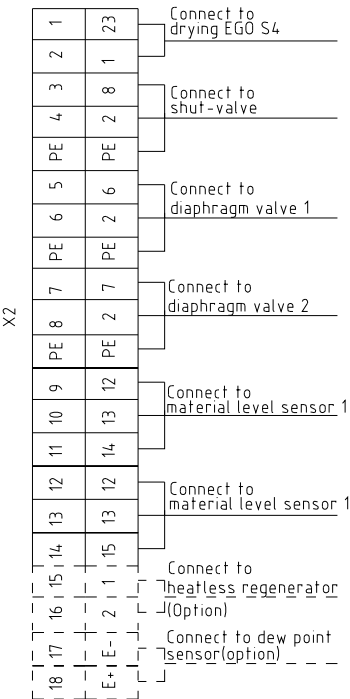 X2
1 23
Connect to
drying EGO S4
2 1
3 8
Connect to
shut-valve
4 2
PE PE
5 6
Connect to
diaphragm valve 1
6 2
PE PE
7 7
Connect to
diaphragm valve 2
8 2
PE PE
9 12
Connect to
material level sensor 1
10 13
11 14
12 12
Connect to
material level sensor 1
13 13
14 15
15 1
Connect to
heatless regenerator
16 2
(Option)
17 E-
Connect to dew point
sensor(option)
18 E+